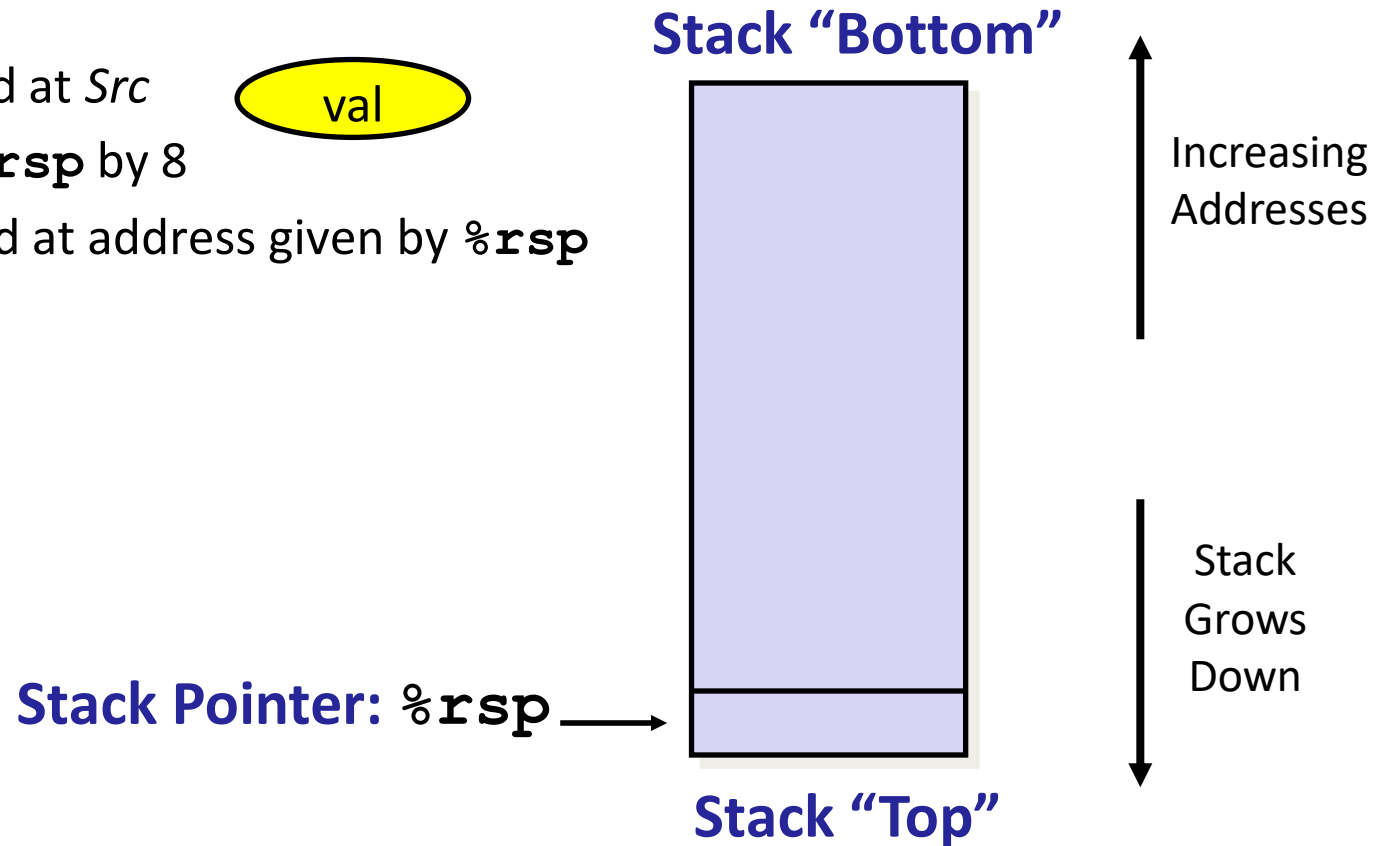 Stack “Bottom”
d at Src
val
rsp by 8
d at address given by %rsp
Increasing
Addresses
Stack
Grows
Down
Stack Pointer: %rsp
Stack “Top”